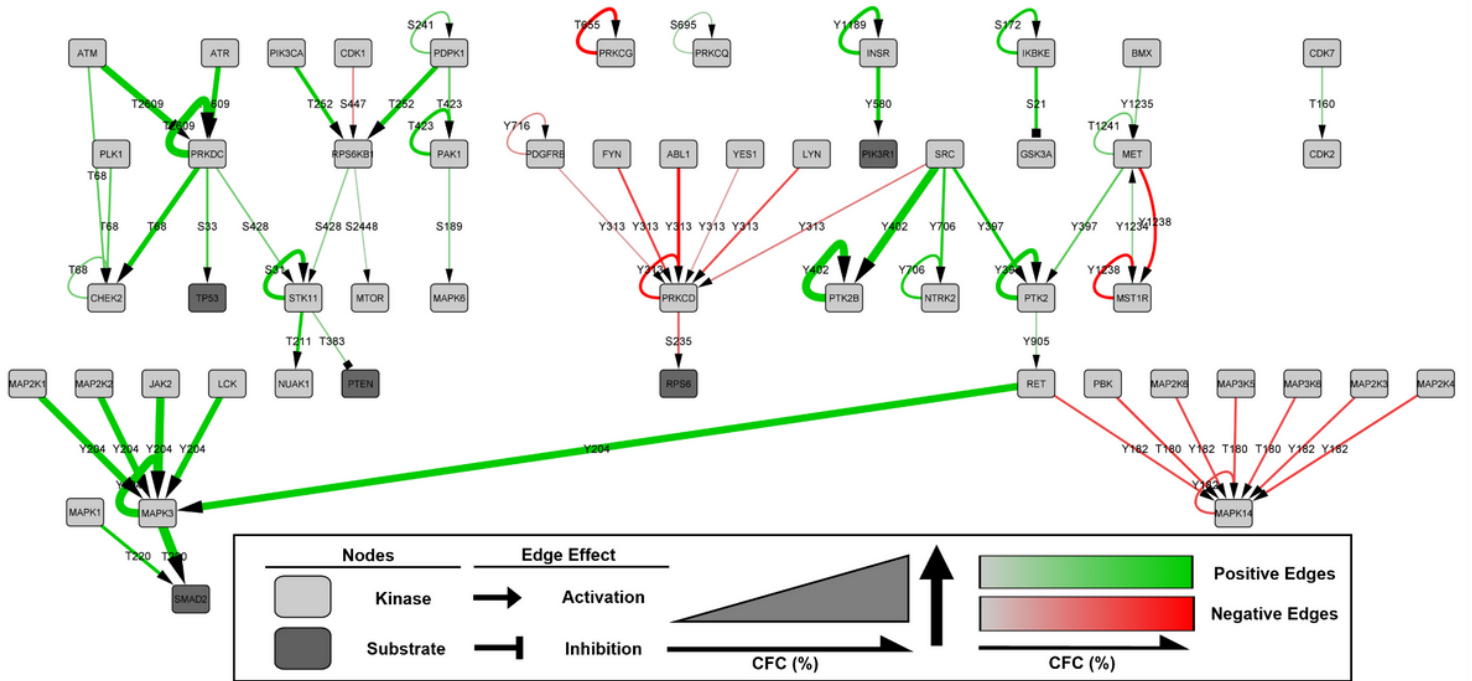 S241 T655 S695 Y1189 S172
ATM ATR PIK3CA CDK1 PDPK1 PRKCG PRKCQ INSR IKBKE BMX CDK7
T2609 609 T252 S447 T252 T423 Y580 S21 Y1235 T160
T2609 T423 Y716 T1241
PLK1 PRKDC RPS6KB1 PAK1 PDGFRB FYN ABL1 YES1 LYN PIK3R1 SRC GSK3A MET CDK2
T68
T68 T68 S33 S428 S428 S2448 S189 Y313 Y313 Y313 Y313 Y313 Y313 Y402 Y706 Y397 Y397 Y1234 Y1238
T68 S31 Y313 Y402 Y706 Y1238
CHEK2 TP53 STK11 MTOR MAPK6 PRKCD PTK2B NTRK2 PTK2 MST1R
T211 T383 S235 Y905
MAP2K1 MAP2K2 JAK2 LCK NUAK1 PTEN RPS6 RET PBK MAP2K6 MAP3K5 MAP3K6 MAP2K3 MAP2K4
Y204 Y204 Y204 Y204 Y204 Y182 T180 Y182 T180 T180 Y182 Y182
Y182
MAPK1 MAPK3 MAPK14
T220
SMAD2
Nodes Edge Effect
Kinase Activation
Substrate Inhibition
CFC (%)
Positive Edges
Negative Edges
CFC (%)